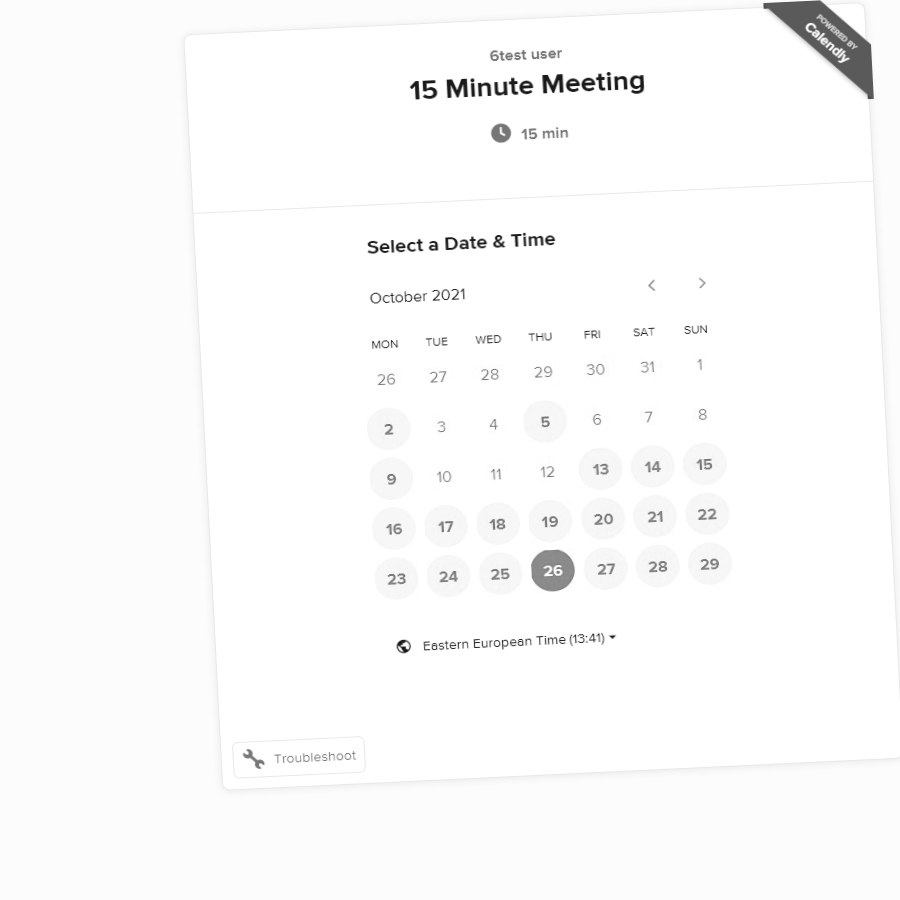 POWERED BY
Calendly
6test user
15 Minute Meeting
15 min
Select a Date & Time
October 2021
MON TUE WED THU FRI SAT SUN
26 27 28 29 30 31 1
2 3 4 5 6 7 8
9 10 11 12 13 14 15
16 17 18 19 20 21 22
23 24 25 26 27 28 29
Eastern European Time (13:41)
Troubleshoot